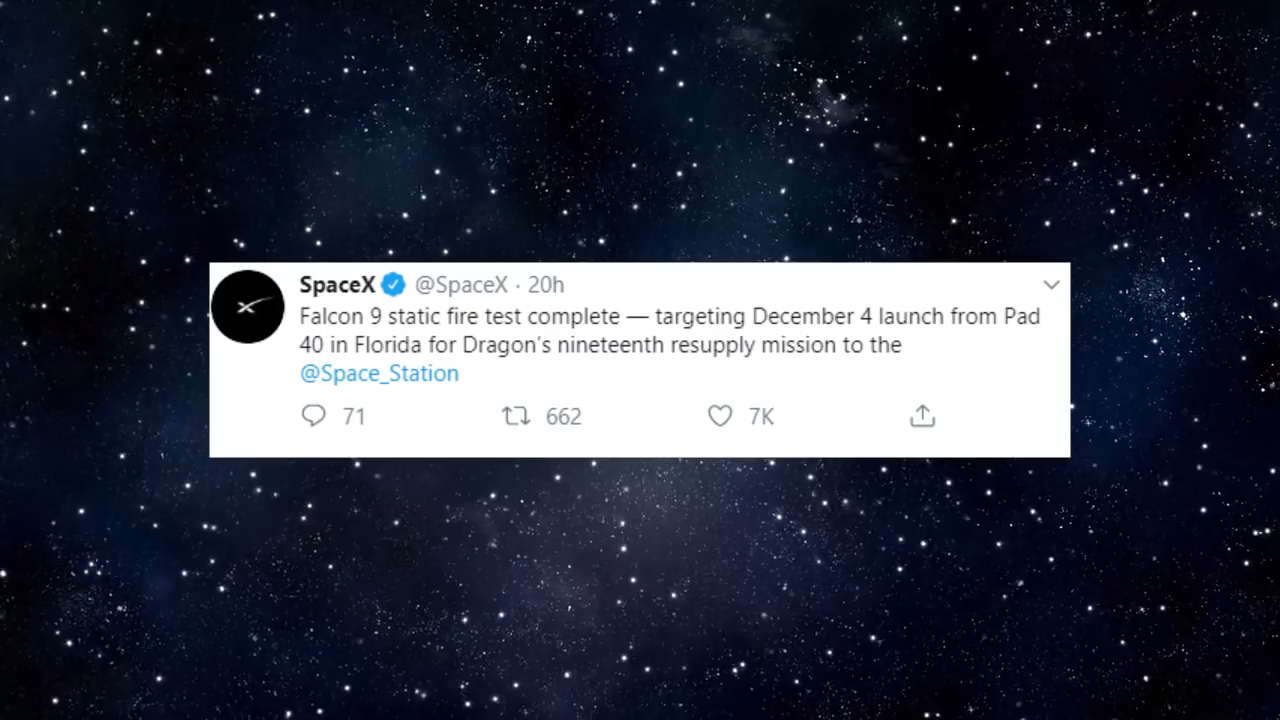 SpaceX @SpaceX · 20h
Falcon 9 static fire test complete — targeting December 4 launch from Pad
40 in Florida for Dragon's nineteenth resupply mission to the
@Space_Station
71 662 7K